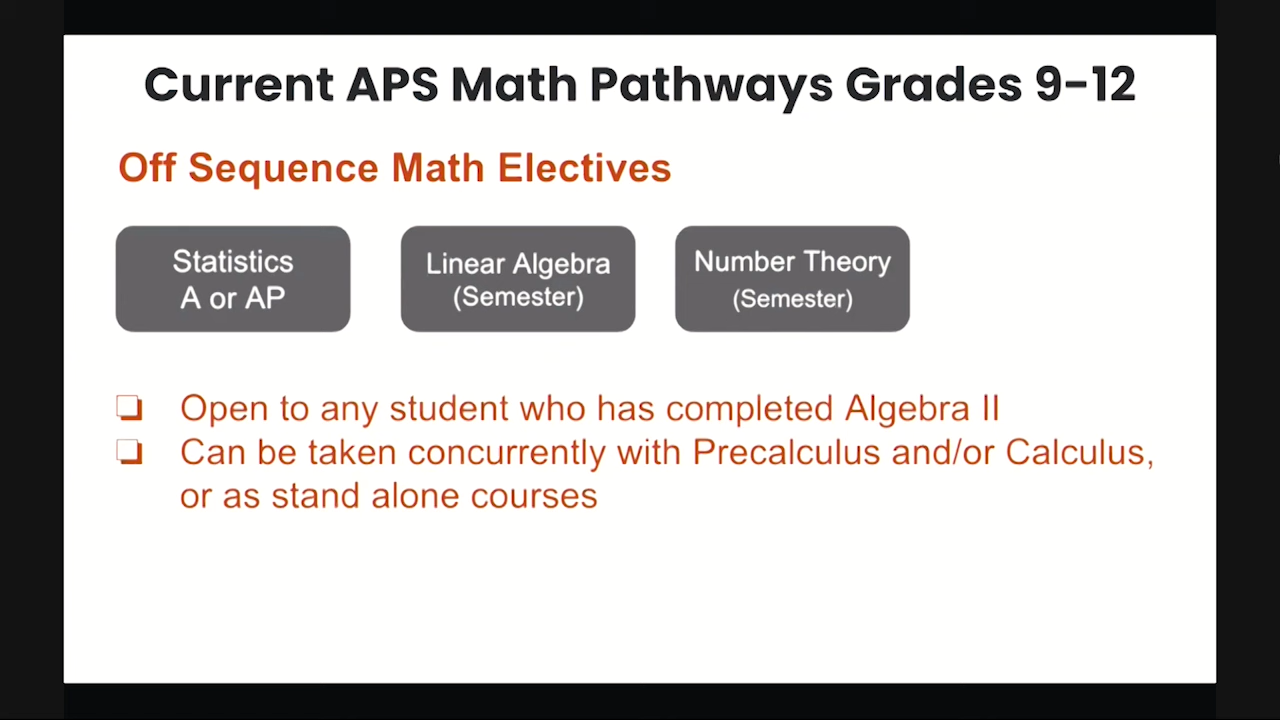 Current APS Math Pathways Grades 9-12
Off Sequence Math Electives
Statistics
A or AP
Linear Algebra
(Semester)
Number Theory
(Semester)
❏ Open to any student who has completed Algebra II
❏ Can be taken concurrently with Precalculus and/or Calculus,
or as stand alone courses